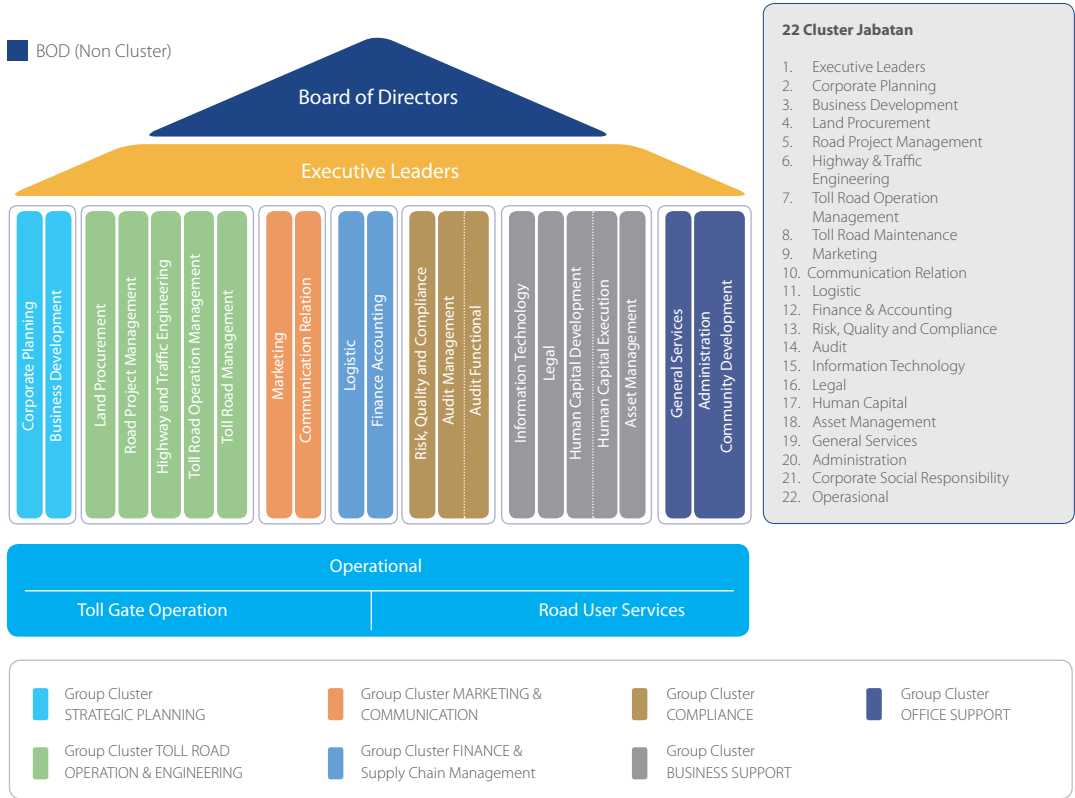 BOD (Non Cluster)
Board of Directors
Executive Leaders
Corporate Planning
Business Development
Land Procurement
Road Project Management
Highway and Traffic Engineering
Toll Road Operation Management
Toll Road Management
Marketing
Communication Relation
Logistic
Finance Accounting
Risk, Quality and Compliance
Audit Management
Audit Functional
Information Technology
Legal
Human Capital Development
Human Capital Execution
Asset Management
General Services
Administration
Community Development
Operational
Toll Gate Operation
Road User Services
22 Cluster Jabatan
1. Executive Leaders
2. Corporate Planning
3. Business Development
4. Land Procurement
5. Road Project Management
6. Highway & Traffic
Engineering
7. Toll Road Operation
Management
8. Toll Road Maintenance
9. Marketing
10. Communication Relation
11. Logistic
12. Finance & Accounting
13. Risk, Quality and Compliance
14. Audit
15. Information Technology
16. Legal
17. Human Capital
18. Asset Management
19. General Services
20. Administration
21. Corporate Social Responsibility
22. Operasional
Group Cluster
STRATEGIC PLANNING
Group Cluster TOLL ROAD
OPERATION & ENGINEERING
Group Cluster MARKETING &
COMMUNICATION
Group Cluster FINANCE &
Supply Chain Management
Group Cluster
COMPLIANCE
Group Cluster
BUSINESS SUPPORT
Group Cluster
OFFICE SUPPORT